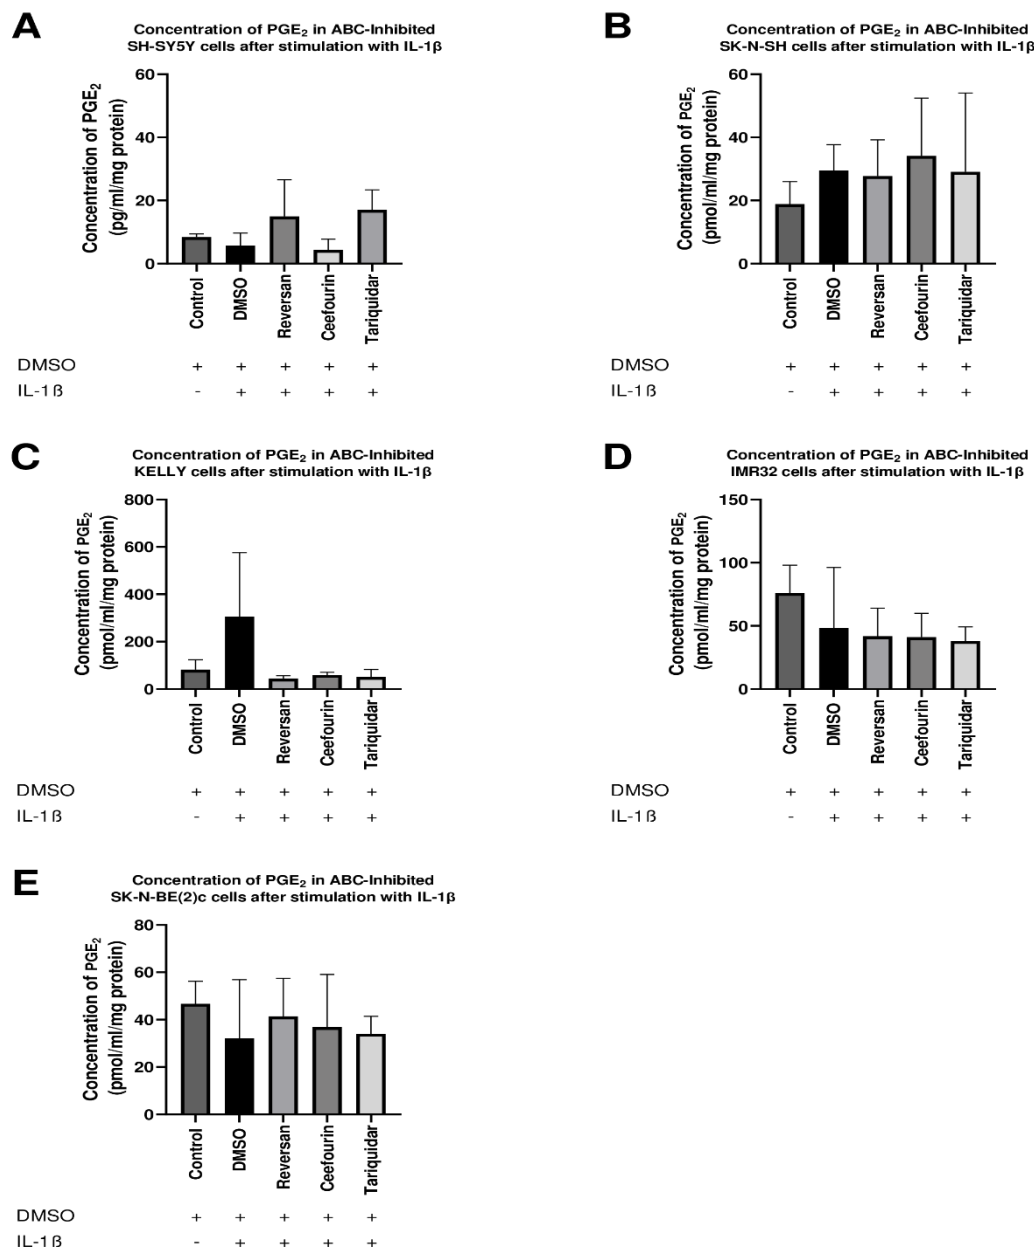 A
Concentration of PGE₂ in ABC-Inhibited
SH-SY5Y cells after stimulation with IL-1β
Concentration of PGE₂
(pg/ml/mg protein)
60
40
20
0
Control
DMSO
Reversan
Ceefourin
Tariquidar
DMSO + + + + +
IL-1ß - + + + +
B
Concentration of PGE₂ in ABC-Inhibited
SK-N-SH cells after stimulation with IL-1β
Concentration of PGE₂
(pmol/ml/mg protein)
60
40
20
0
Control
DMSO
Reversan
Ceefourin
Tariquidar
DMSO + + + + +
IL-1ß - + + + +
C
Concentration of PGE₂ in ABC-Inhibited
KELLY cells after stimulation with IL-1β
Concentration of PGE₂
(pmol/ml/mg protein)
800
600
400
200
0
Control
DMSO
Reversan
Ceefourin
Tariquidar
DMSO + + + + +
IL-1ß - + + + +
D
Concentration of PGE₂ in ABC-Inhibited
IMR32 cells after stimulation with IL-1β
Concentration of PGE₂
(pmol/ml/mg protein)
150
100
50
0
Control
DMSO
Reversan
Ceefourin
Tariquidar
DMSO + + + + +
IL-1ß - + + + +
E
Concentration of PGE₂ in ABC-Inhibited
SK-N-BE(2)c cells after stimulation with IL-1β
Concentration of PGE₂
(pmol/ml/mg protein)
80
60
40
20
0
Control
DMSO
Reversan
Ceefourin
Tariquidar
DMSO + + + + +
IL-1ß - + + + +